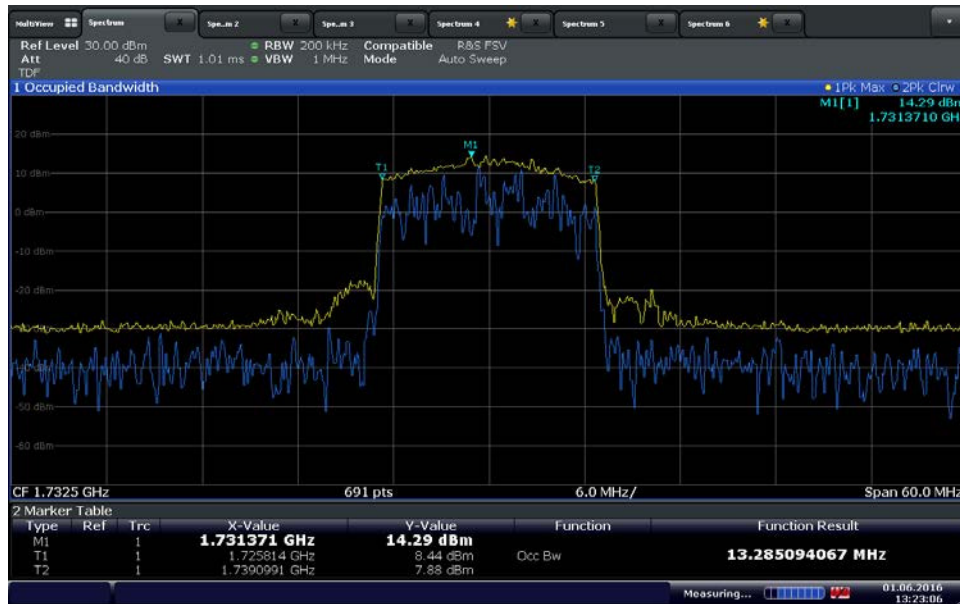 MultiView Spectrum X Spe...m 2 X Spe...m 3 X Spectrum 4 X Spectrum 5 X Spectrum 6 X
Ref Level 30.00 dBm RBW 200 kHz Compatible R&S FSV
Att 40 dB SWT 1.01 ms VBW 1 MHz Mode Auto Sweep
TDF
1 Occupied Bandwidth 1Pk Max 2Pk Clrw
M1[1] 14.29 dBm
1.7313710 GH
20 dBm
M1
T1 T2
10 dBm
0 dBm
-10 dBm
-20 dBm
-50 dBm
-60 dBm
CF 1.7325 GHz 691 pts 6.0 MHz/ Span 60.0 MHz
2 Marker Table
Type Ref Trc X-Value Y-Value Function Function Result
M1 1 1.731371 GHz 14.29 dBm
T1 1 1.725814 GHz 8.44 dBm Occ Bw 13.285094067 MHz
T2 1 1.7390991 GHz 7.88 dBm
Measuring... 01.06.2016
13:23:06